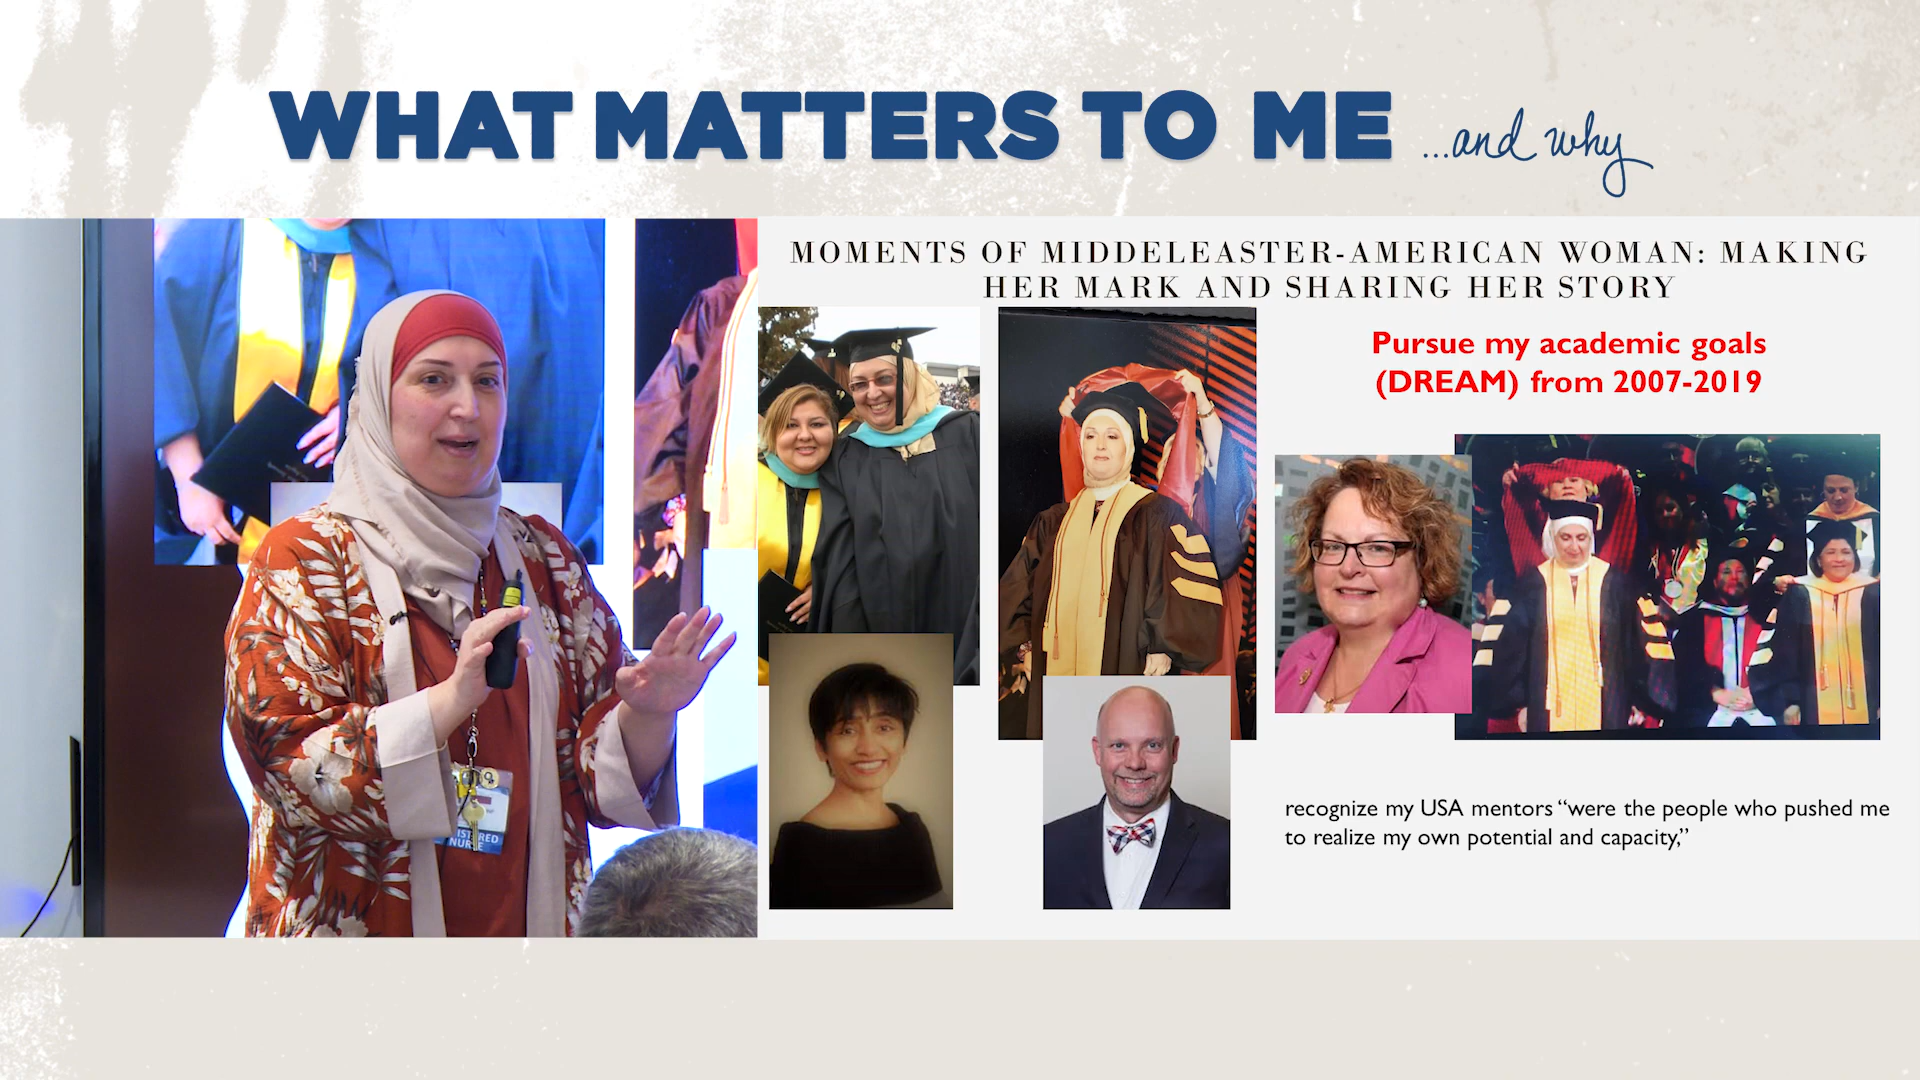 WHAT MATTERS TO ME ...and why
MOMENTS OF MIDDELEASTER-AMERICAN WOMAN: MAKING
HER MARK AND SHARING HER STORY
Pursue my academic goals
(DREAM) from 2007-2019
recognize my USA mentors “were the people who pushed me
to realize my own potential and capacity,”
NURSE